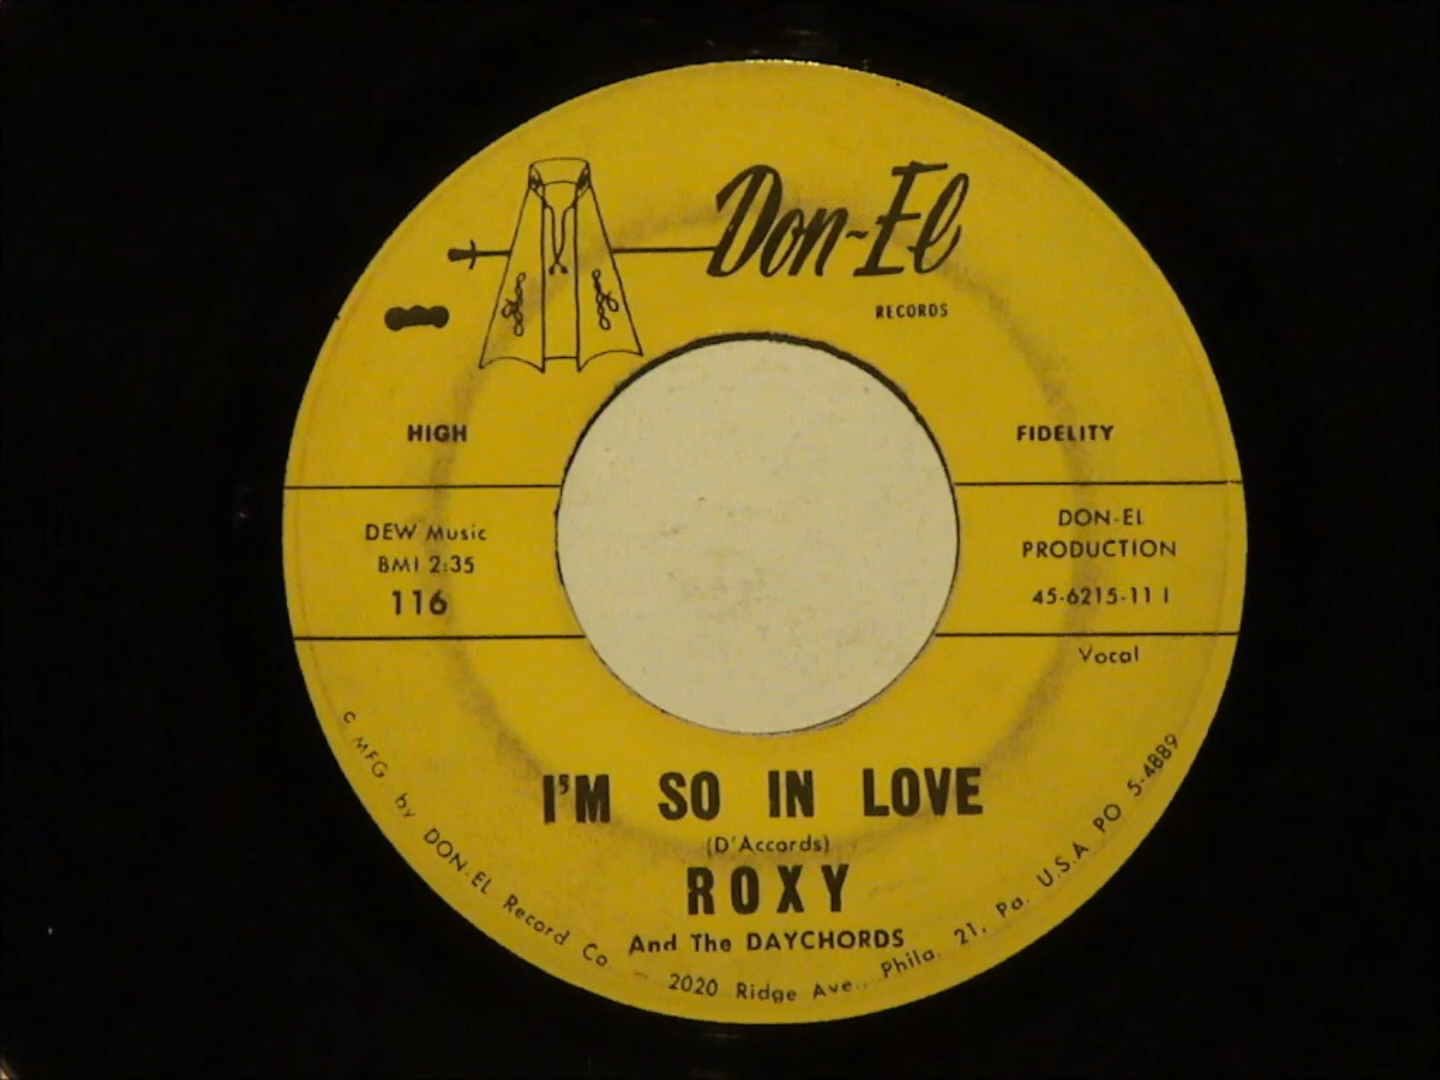 Don-El
RECORDS
HIGH FIDELITY
DEW Music
BMI 2:35
116
DON-EL
PRODUCTION
45-6215-11 I
Vocal
I'M SO IN LOVE
(D'Accords)
ROXY
And The DAYCHORDS
c MFG. by DON-EL Record Co. — 2020 Ridge Ave., Phila. 21, Pa. U.S.A PO 5-4889